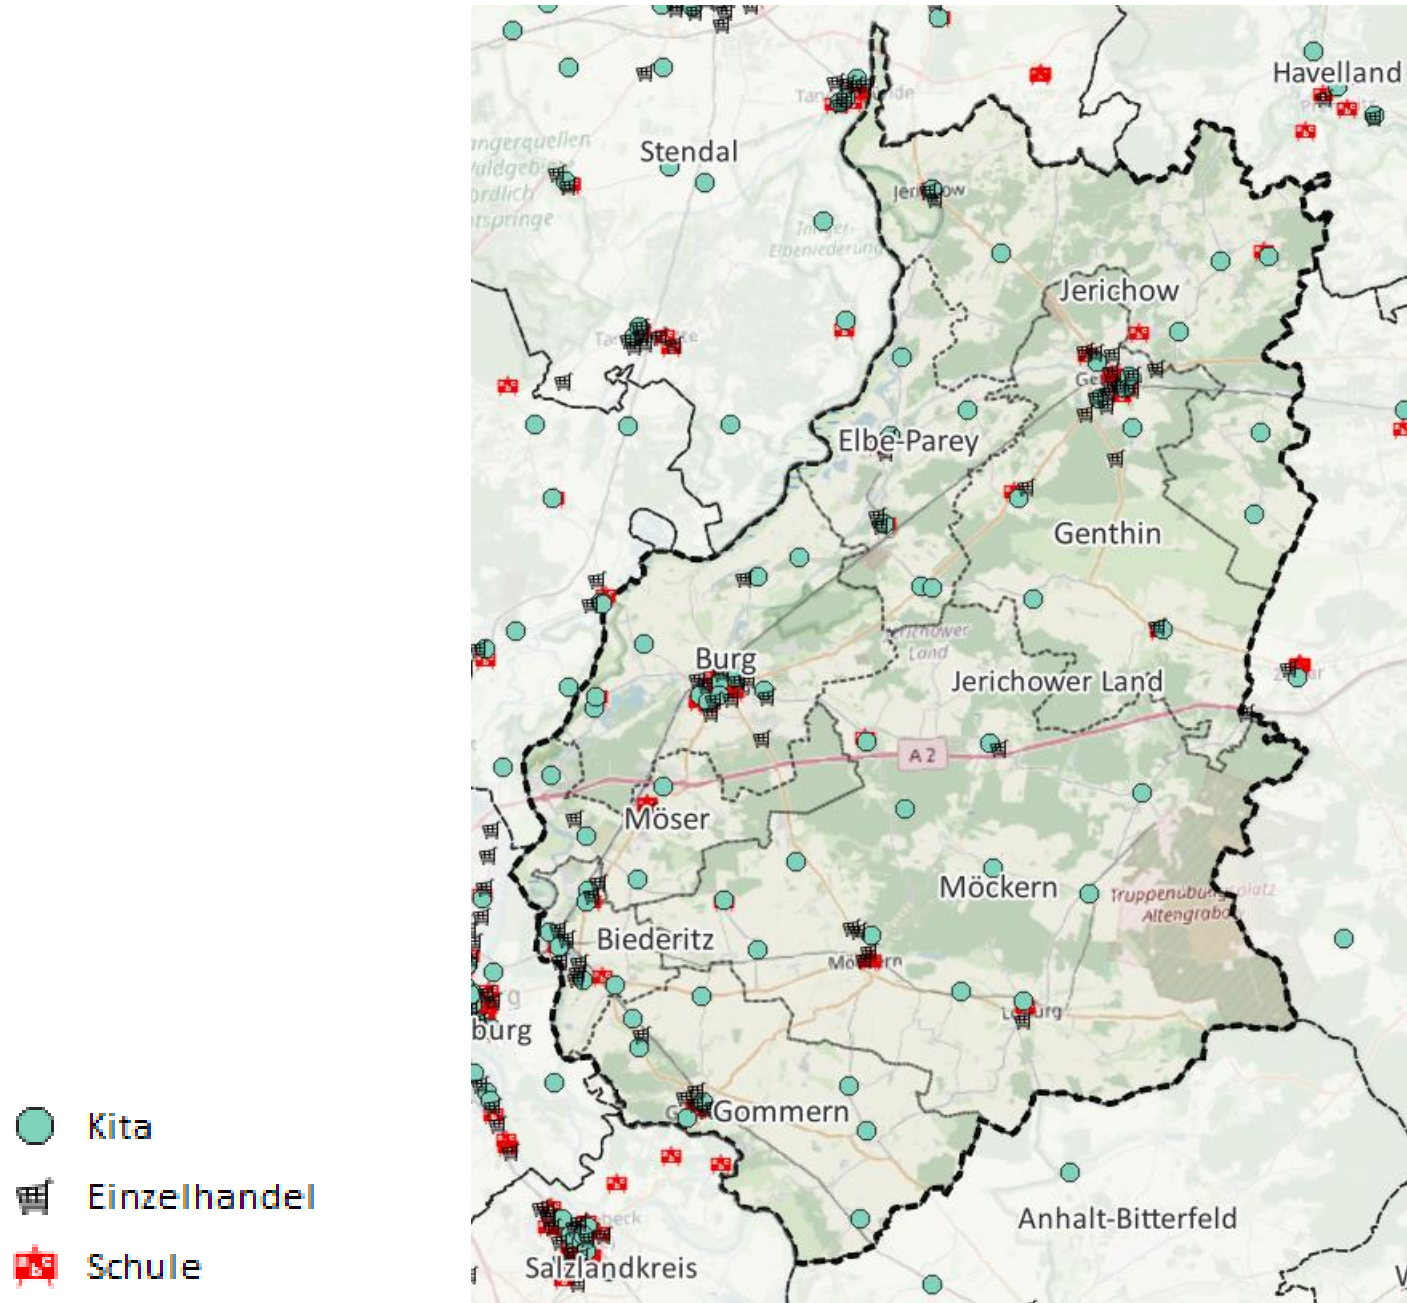 Havelland
Stendal
Jerichow
Elbe-Parey
Genthin
Jerichower
Land
Burg
Jerichower Land
A 2
Möser
Möckern
Truppenübungsplatz
Altengrabow
Biederitz
burg
Gommern
Anhalt-Bitterfeld
Salzlandkreis
Kita
Einzelhandel
Schule